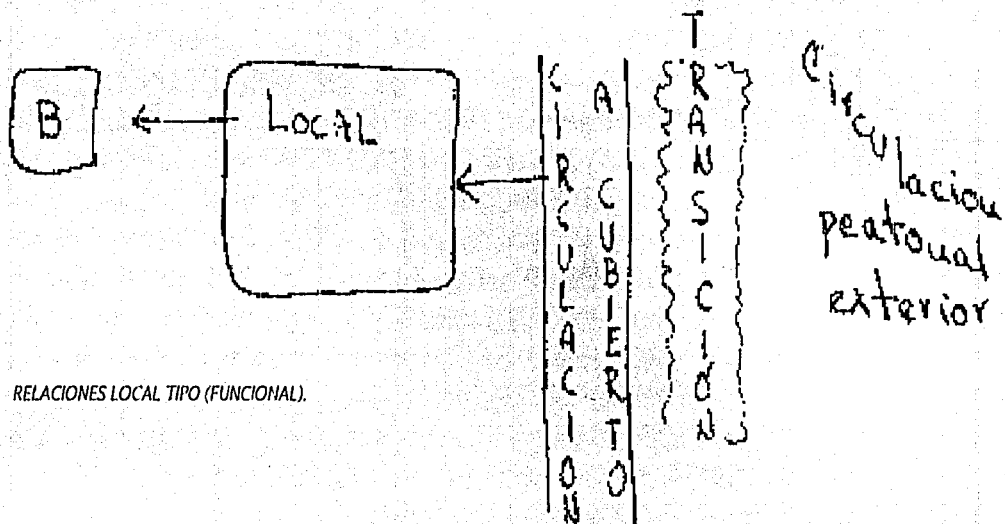 B
LOCAL
CIRCULACION
A CUBIERTO
TRANSICIÓN
Circulacion
peatonal
exterior
RELACIONES LOCAL TIPO (FUNCIONAL).